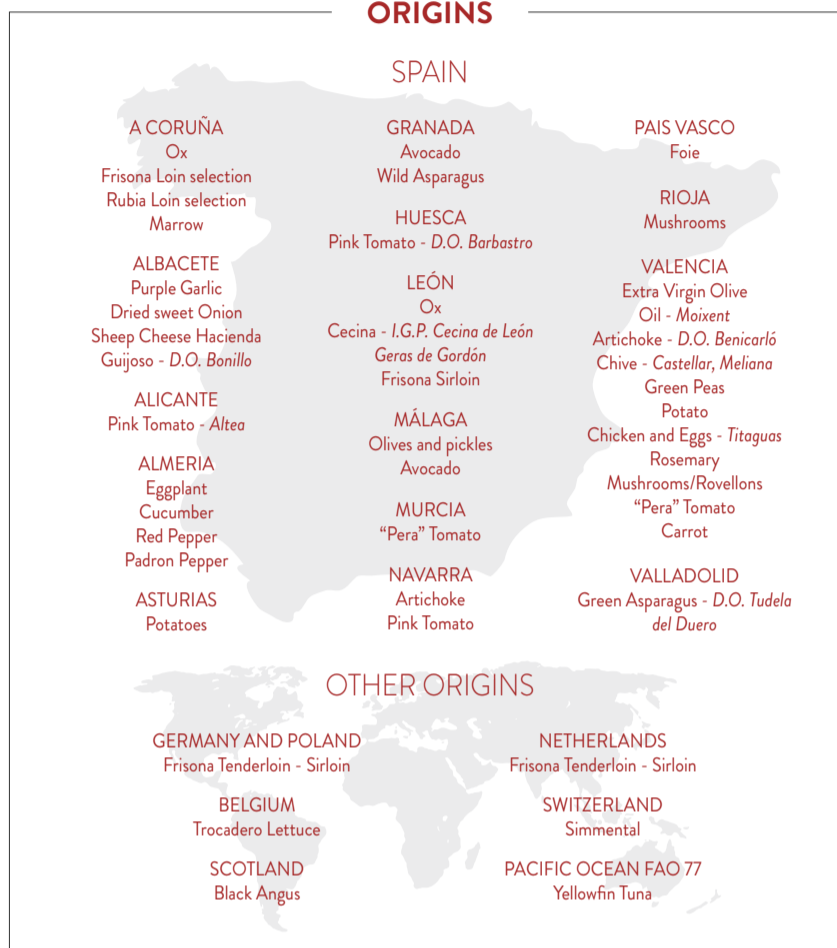 ORIGINS
SPAIN
A CORUÑA
Ox
Frisona Loin selection
Rubia Loin selection
Marrow
ALBACETE
Purple Garlic
Dried sweet Onion
Sheep Cheese Hacienda
Guijoso - D.O. Bonillo
ALICANTE
Pink Tomato - Altea
ALMERIA
Eggplant
Cucumber
Red Pepper
Padron Pepper
ASTURIAS
Potatoes
GRANADA
Avocado
Wild Asparagus
HUESCA
Pink Tomato - D.O. Barbastro
LEÓN
Ox
Cecina - I.G.P. Cecina de León
Geras de Gordón
Frisona Sirloin
MÁLAGA
Olives and pickles
Avocado
MURCIA
“Pera” Tomato
NAVARRA
Artichoke
Pink Tomato
PAIS VASCO
Foie
RIOJA
Mushrooms
VALENCIA
Extra Virgin Olive
Oil - Moixent
Artichoke - D.O. Benicarló
Chive - Castellar, Meliana
Green Peas
Potato
Chicken and Eggs - Titaguas
Rosemary
Mushrooms/Rovellons
“Pera” Tomato
Carrot
VALLADOLID
Green Asparagus - D.O. Tudela
del Duero
OTHER ORIGINS
GERMANY AND POLAND
Frisona Tenderloin - Sirloin
BELGIUM
Trocadero Lettuce
SCOTLAND
Black Angus
NETHERLANDS
Frisona Tenderloin - Sirloin
SWITZERLAND
Simmental
PACIFIC OCEAN FAO 77
Yellowfin Tuna